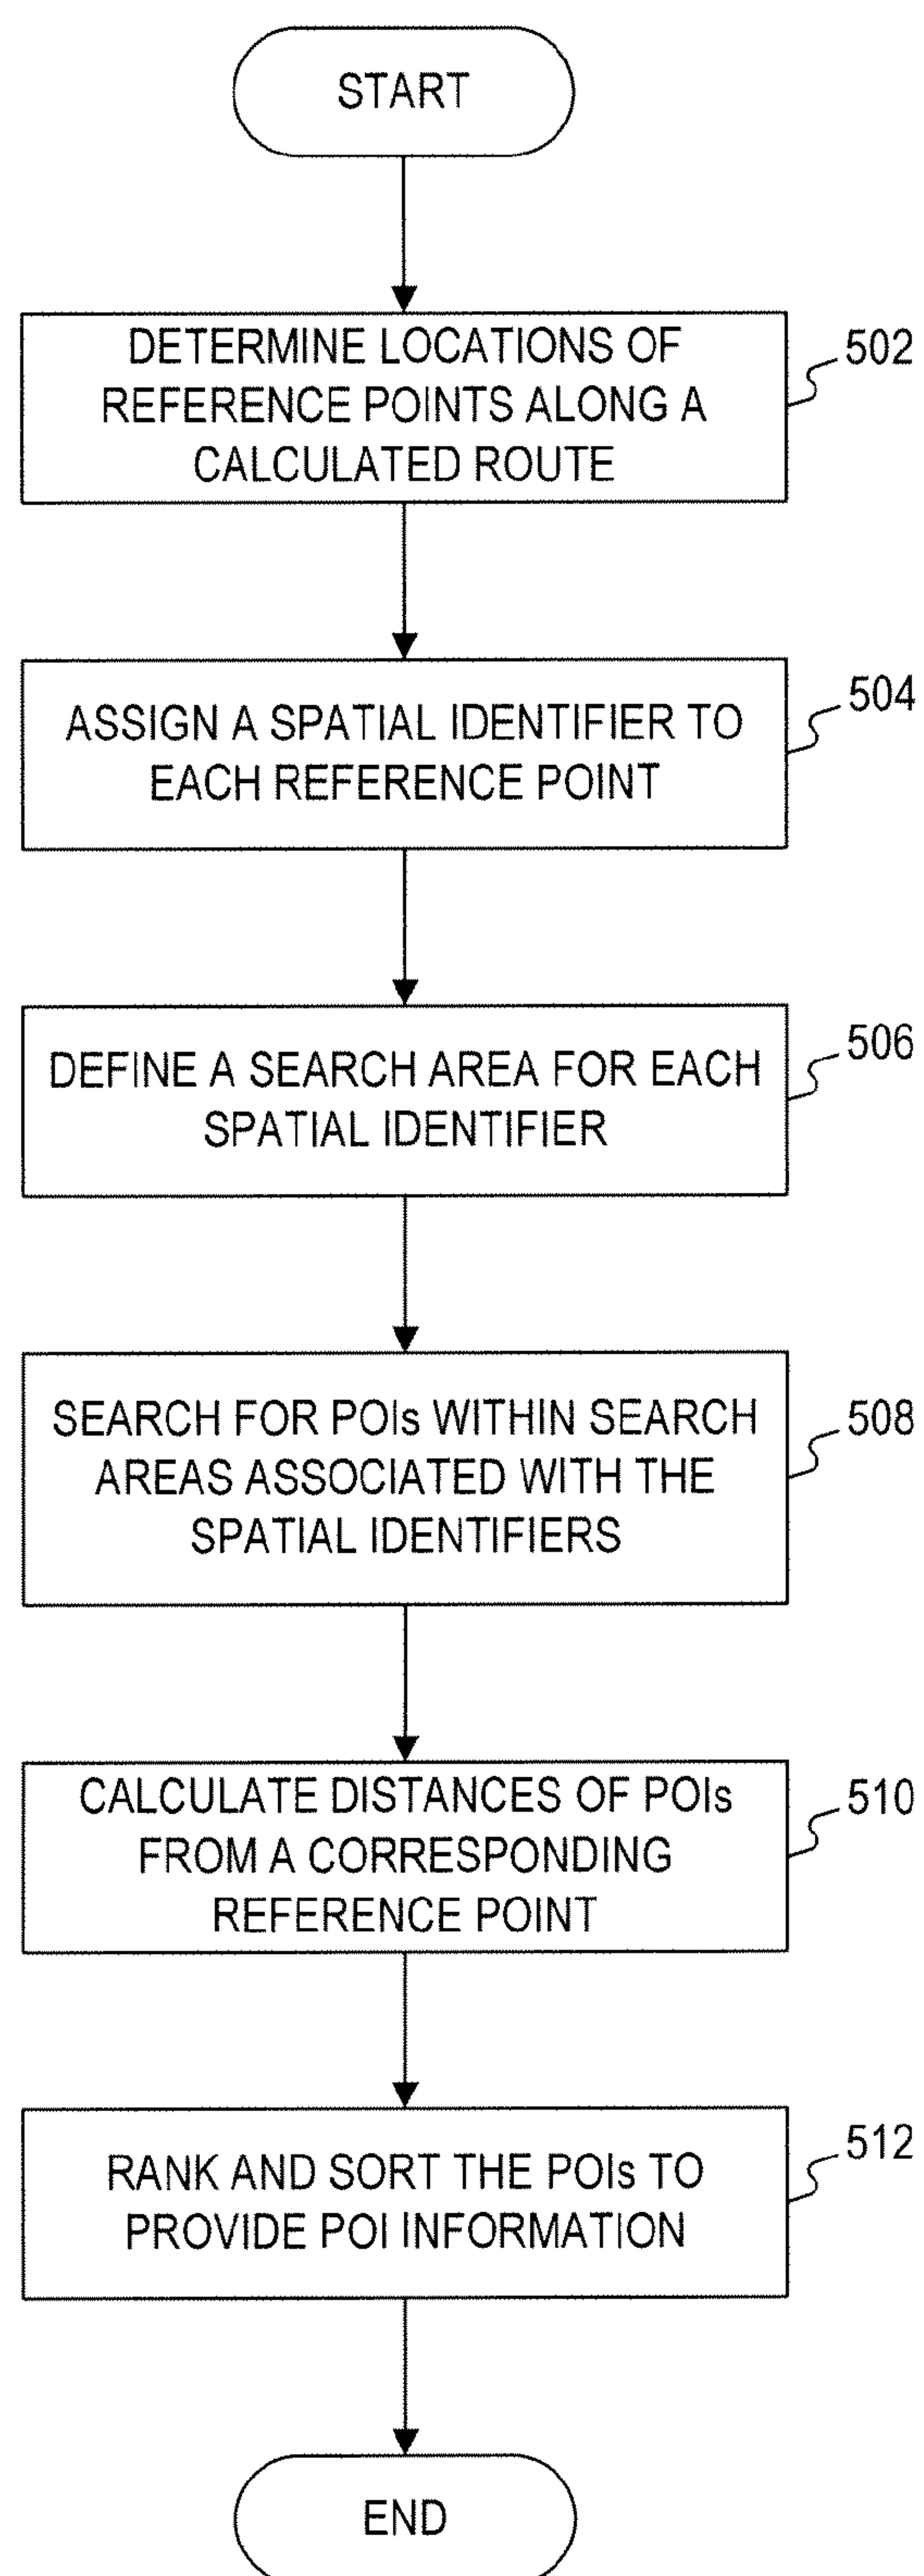 START
DETERMINE LOCATIONS OF
REFERENCE POINTS ALONG A
CALCULATED ROUTE
502
ASSIGN A SPATIAL IDENTIFIER TO
EACH REFERENCE POINT
504
DEFINE A SEARCH AREA FOR EACH
SPATIAL IDENTIFIER
506
SEARCH FOR POIs WITHIN SEARCH
AREAS ASSOCIATED WITH THE
SPATIAL IDENTIFIERS
508
CALCULATE DISTANCES OF POIs
FROM A CORRESPONDING
REFERENCE POINT
510
RANK AND SORT THE POIs TO
PROVIDE POI INFORMATION
512
END